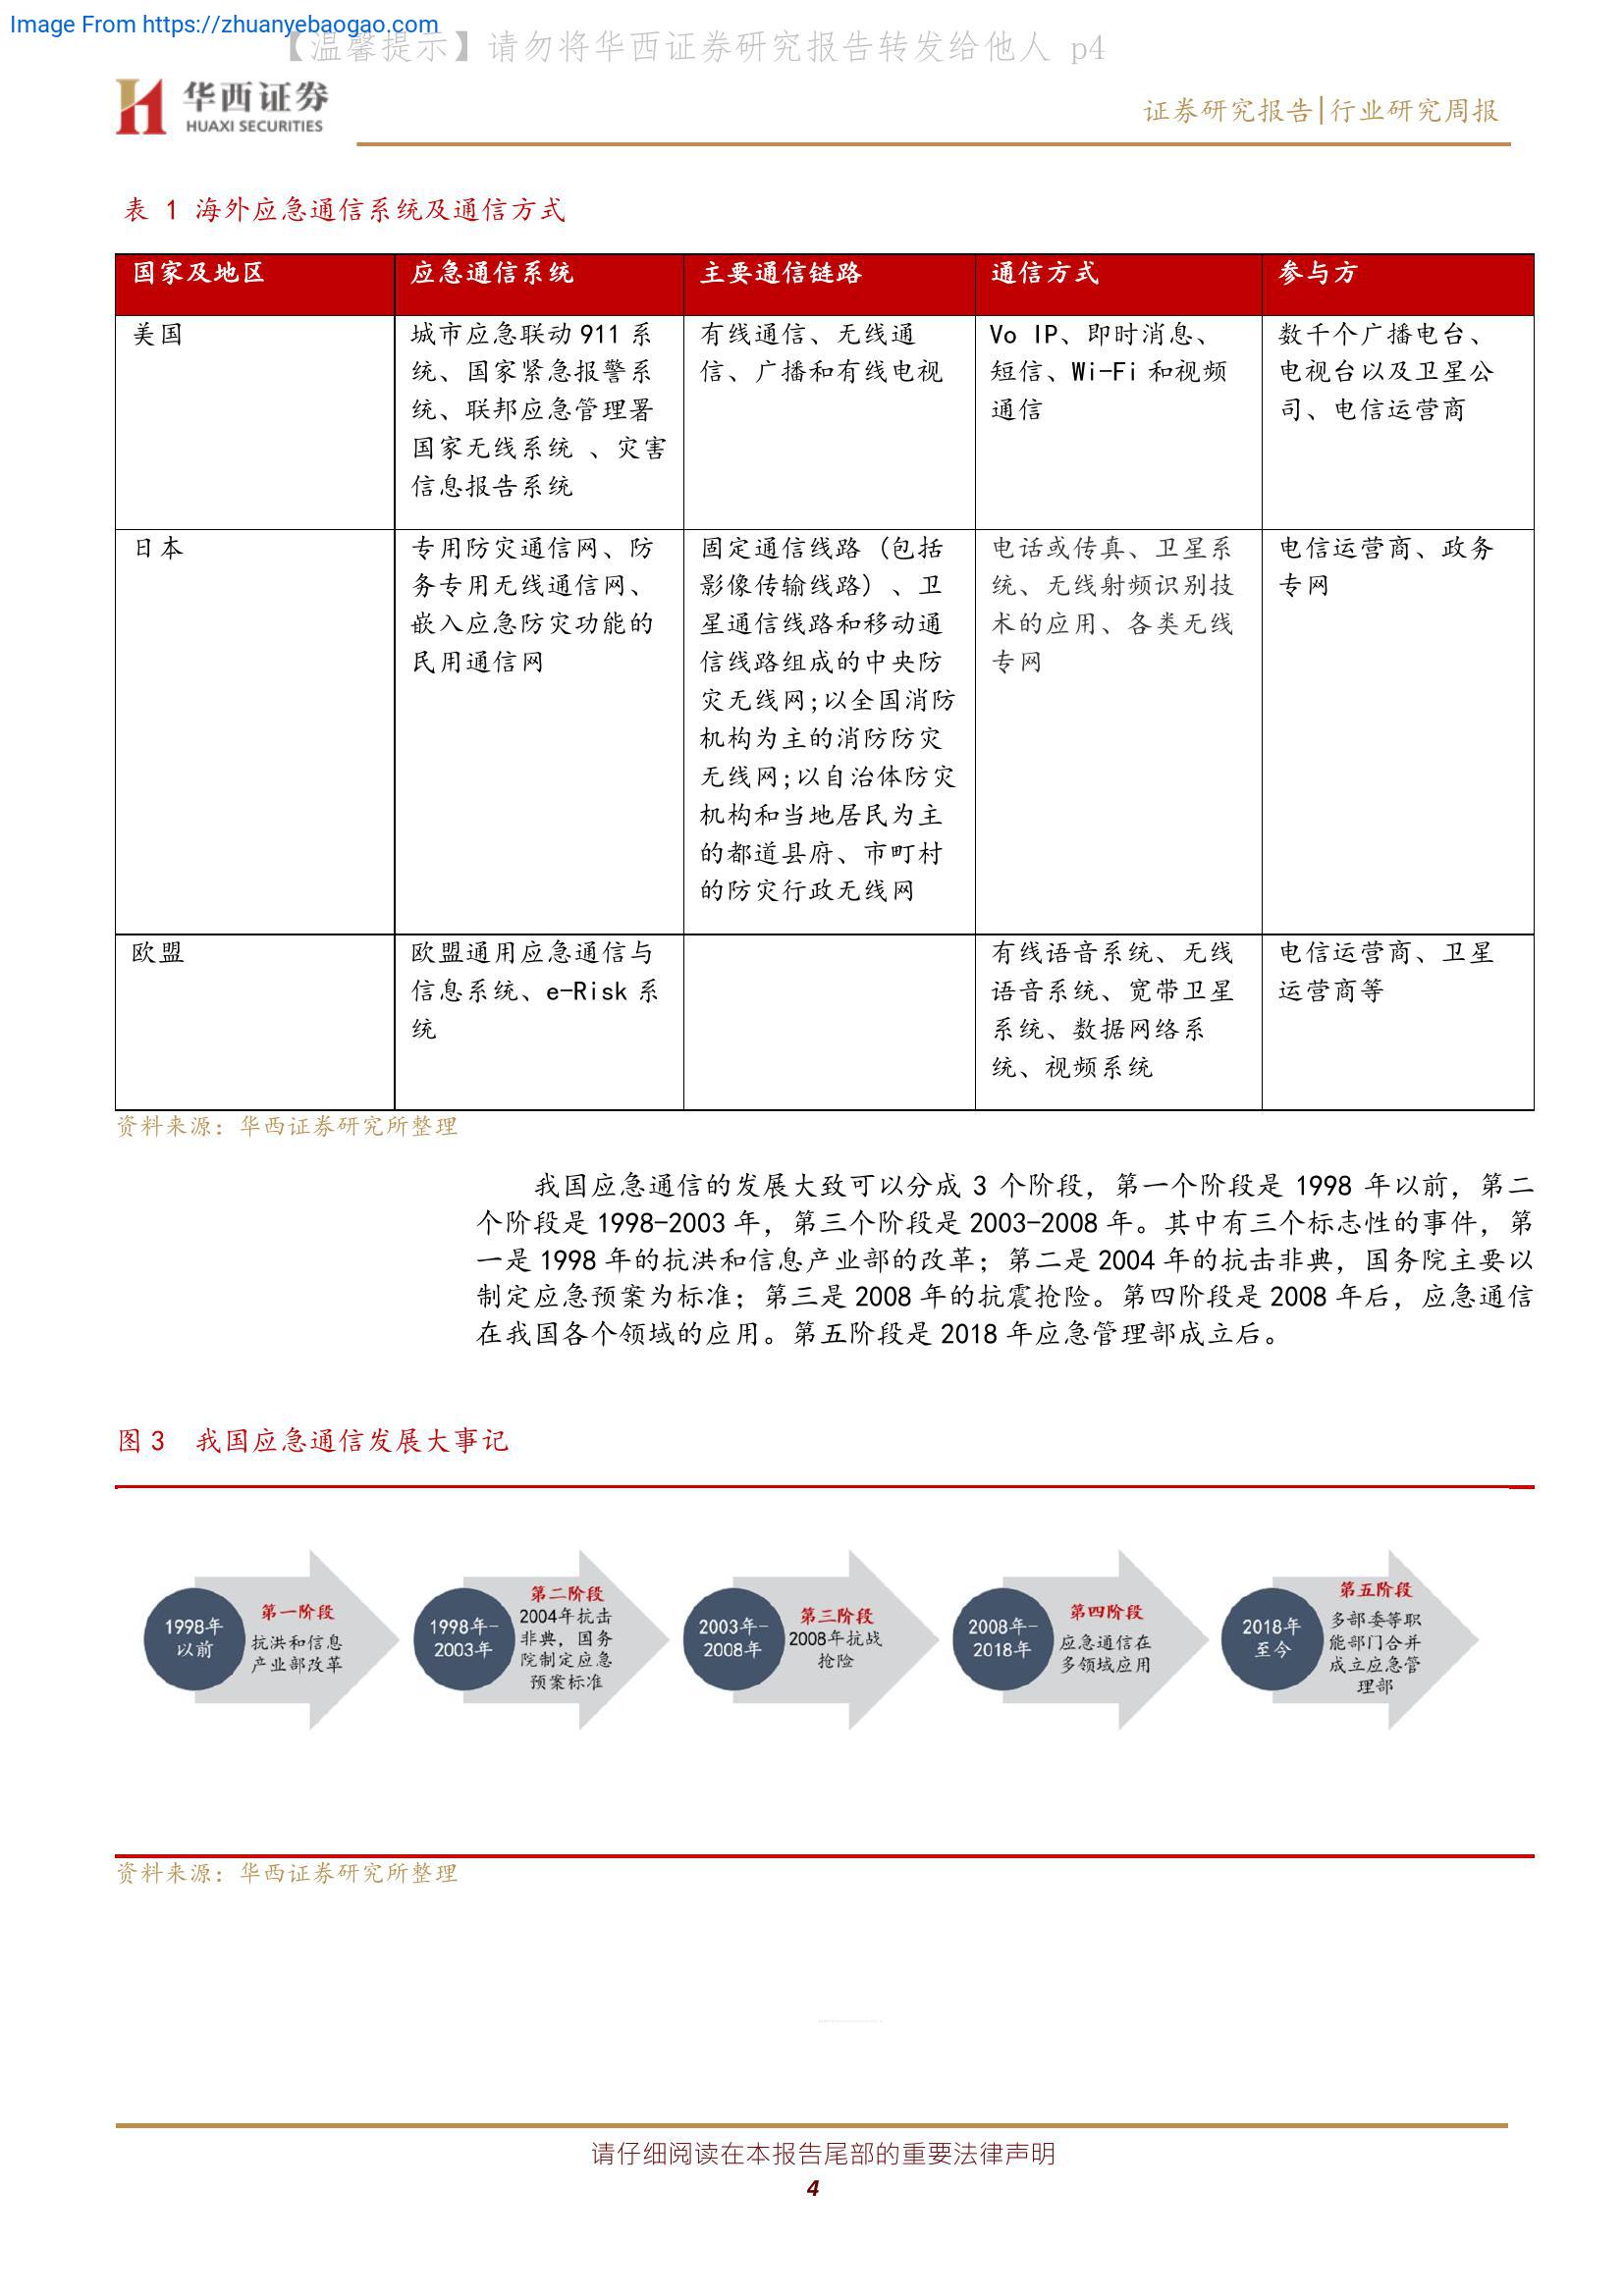 Image From https://zhuanyebaogao.com
【温馨提示】请勿将华西证券研究报告转发给他人 p4
华西证券
HUAXI SECURITIES
证券研究报告|行业研究周报
表 1 海外应急通信系统及通信方式
国家及地区 应急通信系统 主要通信链路 通信方式 参与方
美国
城市应急联动 911 系
统、国家紧急报警系
统、联邦应急管理署
国家无线系统 、灾害
信息报告系统
有线通信、无线通
信、广播和有线电视
Vo IP、即时消息、
短信、Wi-Fi 和视频
通信
数千个广播电台、
电视台以及卫星公
司、电信运营商
日本
专用防灾通信网、防
务专用无线通信网、
嵌入应急防灾功能的
民用通信网
固定通信线路（包括
影像传输线路）、卫
星通信线路和移动通
信线路组成的中央防
灾无线网;以全国消防
机构为主的消防防灾
无线网;以自治体防灾
机构和当地居民为主
的都道县府、市町村
的防灾行政无线网
电话或传真、卫星系
统、无线射频识别技
术的应用、各类无线
专网
电信运营商、政务
专网
欧盟
欧盟通用应急通信与
信息系统、e-Risk 系
统
有线语音系统、无线
语音系统、宽带卫星
系统、数据网络系
统、视频系统
电信运营商、卫星
运营商等
资料来源：华西证券研究所整理
我国应急通信的发展大致可以分成 3 个阶段，第一个阶段是 1998 年以前，第二
个阶段是 1998-2003 年，第三个阶段是 2003-2008 年。其中有三个标志性的事件，第
一是 1998 年的抗洪和信息产业部的改革；第二是 2004 年的抗击非典，国务院主要以
制定应急预案为标准；第三是 2008 年的抗震抢险。第四阶段是 2008 年后，应急通信
在我国各个领域的应用。第五阶段是 2018 年应急管理部成立后。
图 3 我国应急通信发展大事记
1998年
以前
第一阶段
抗洪和信息
产业部改革
1998年-
2003年
第二阶段
2004年抗击
非典，国务
院制定应急
预案标准
2003年-
2008年
第三阶段
2008年抗战
抢险
2008年-
2018年
第四阶段
应急通信在
多领域应用
2018年
至今
第五阶段
多部委等职
能部门合并
成立应急管
理部
资料来源：华西证券研究所整理
请仔细阅读在本报告尾部的重要法律声明
4